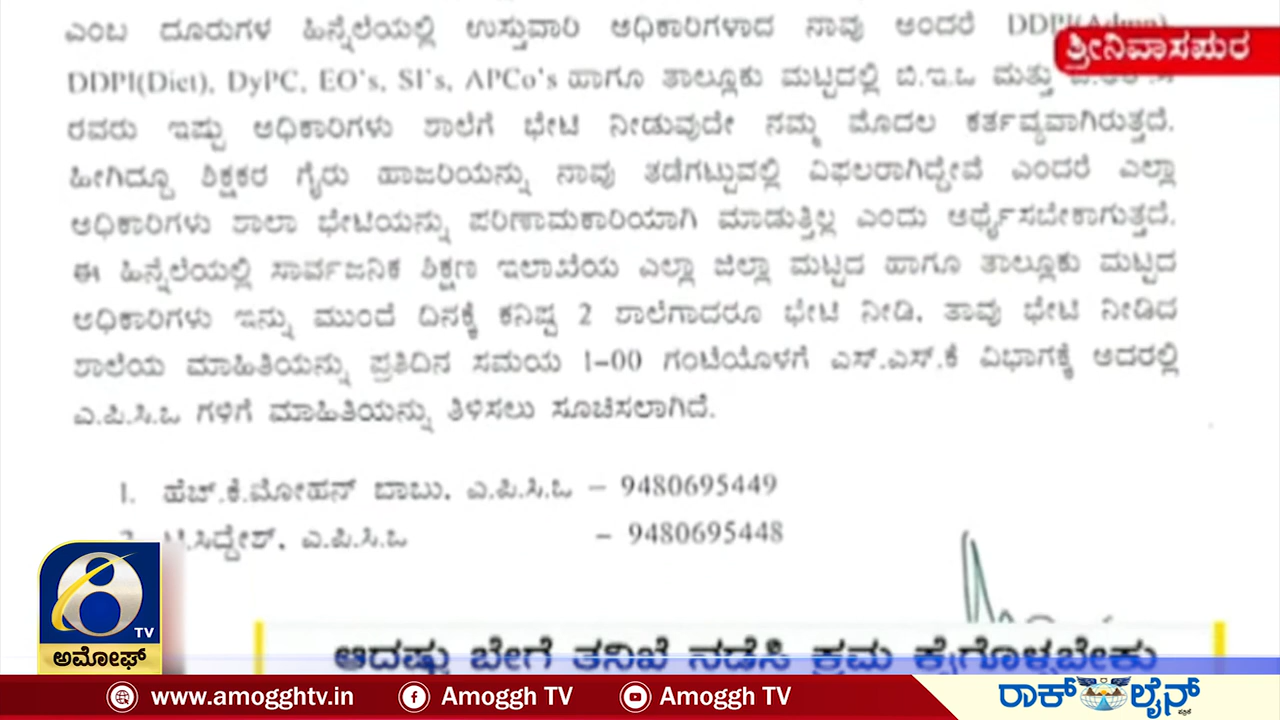 ಎಂಬ ದೂರುಗಳ ಹಿನ್ನೆಲೆಯಲ್ಲಿ ಉಸ್ತುವಾರಿ ಅಧಿಕಾರಿಗಳಾದ ನಾವು ಅಂದರೆ DDPI(Admn),
ಶ್ರೀನಿವಾಸಪುರ
DDPI(Diet), DyPC, EO's, SI's, APCo's ಹಾಗೂ ತಾಲ್ಲೂಕು ಮಟ್ಟದಲ್ಲಿ ಬಿ.ಇ.ಒ ಮತ್ತು
ರವರು ಇಷ್ಟು ಅಧಿಕಾರಿಗಳು ಶಾಲೆಗೆ ಭೇಟಿ ನೀಡುವುದೇ ನಮ್ಮ ಮೊದಲ ಕರ್ತವ್ಯವಾಗಿರುತ್ತದೆ.
ಹೀಗಿದ್ದೂ ಶಿಕ್ಷಕರ ಗೈರು ಹಾಜರಿಯನ್ನು ನಾವು ತಡೆಗಟ್ಟುವಲ್ಲಿ ವಿಫಲರಾಗಿದ್ದೇವೆ ಎಂದರೆ ಎಲ್ಲಾ
ಅಧಿಕಾರಿಗಳು ಶಾಲಾ ಭೇಟಿಯನ್ನು ಪರಿಣಾಮಕಾರಿಯಾಗಿ ಮಾಡುತ್ತಿಲ್ಲ ಎಂದು ಅರ್ಥೈಸಬೇಕಾಗುತ್ತದೆ.
ಈ ಹಿನ್ನೆಲೆಯಲ್ಲಿ ಸಾರ್ವಜನಿಕ ಶಿಕ್ಷಣ ಇಲಾಖೆಯ ಎಲ್ಲಾ ಜಿಲ್ಲಾ ಮಟ್ಟದ ಹಾಗೂ ತಾಲ್ಲೂಕು ಮಟ್ಟದ
ಅಧಿಕಾರಿಗಳು ಇನ್ನು ಮುಂದೆ ದಿನಕ್ಕೆ ಕನಿಷ್ಟ 2 ಶಾಲೆಗಾದರೂ ಭೇಟಿ ನೀಡಿ, ತಾವು ಭೇಟಿ ನೀಡಿದ
ಶಾಲೆಯ ಮಾಹಿತಿಯನ್ನು ಪ್ರತಿದಿನ ಸಮಯ 1-00 ಗಂಟೆಯೊಳಗೆ ಎಸ್.ಎಸ್.ಕೆ ವಿಭಾಗಕ್ಕೆ ಅದರಲ್ಲಿ
ಎ.ಪಿ.ಸಿ.ಒ ಗಳಿಗೆ ಮಾಹಿತಿಯನ್ನು ತಿಳಿಸಲು ಸೂಚಿಸಲಾಗಿದೆ.
1. ಹೆಚ್.ಕೆ.ಮೋಹನ್ ಬಾಬು, ಎ.ಪಿ.ಸಿ.ಒ – 9480695449
ಸಿದ್ದೇಶ್, ಎ.ಪಿ.ಸಿ.ಒ – 9480695448
8 TV
ಅಮೋಘ್
ಆದಷ್ಟು ಬೇಗೆ ತನಿಖೆ ನಡೆಸಿ ಕ್ರಮ ಕೈಗೊಳ್ಳಬೇಕು
www.amogghtv.in Amoggh TV Amoggh TV ರಾಕ್ ಲೈನ್